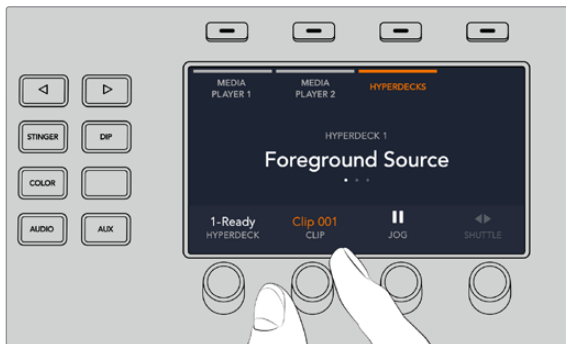 MEDIA
PLAYER 1
MEDIA
PLAYER 2
HYPERDECKS
HYPERDECK 1
Foreground Source
1-Ready
HYPERDECK
Clip 001
CLIP
JOG
SHUTTLE
STINGER
DIP
COLOR
AUDIO
AUX